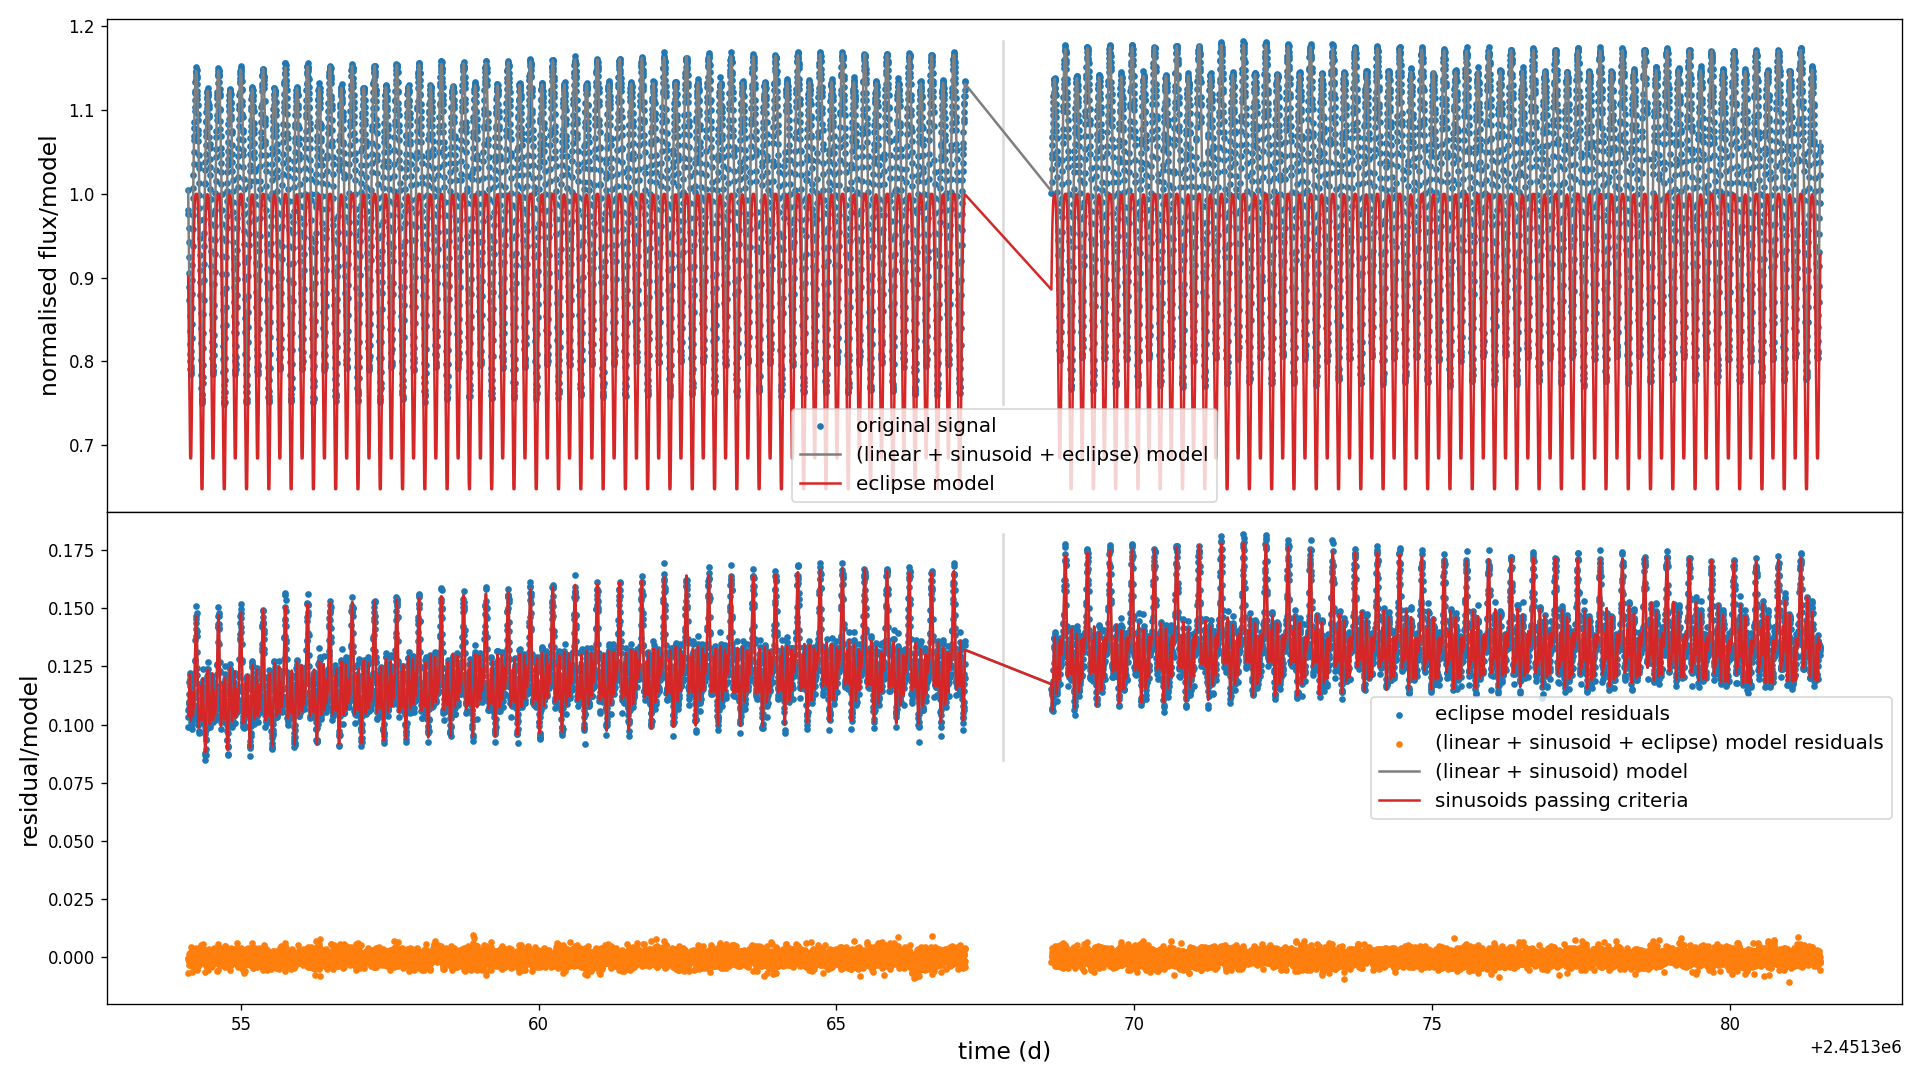 1.2
1.1
1.0
0.9
0.8
0.7
normalised flux/model
original signal
(linear + sinusoid + eclipse) model
eclipse model
0.175
0.150
0.125
0.100
0.075
0.050
0.025
0.000
residual/model
eclipse model residuals
(linear + sinusoid + eclipse) model residuals
(linear + sinusoid) model
sinusoids passing criteria
55 60 65 70 75 80
time (d)
+2.4513e6